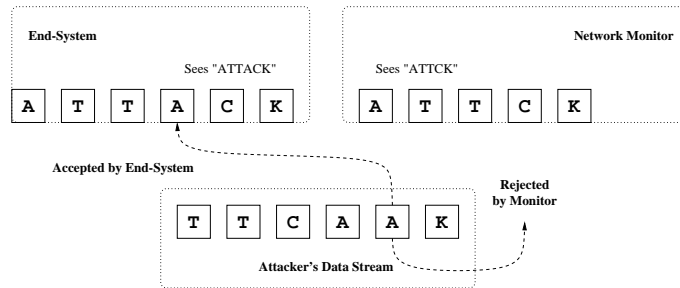 End-System
Network Monitor
Sees "ATTACK"
Sees "ATTCK"
A T T A C K
A T T C K
Accepted by End-System
Rejected
by Monitor
T T C A A K
Attacker's Data Stream